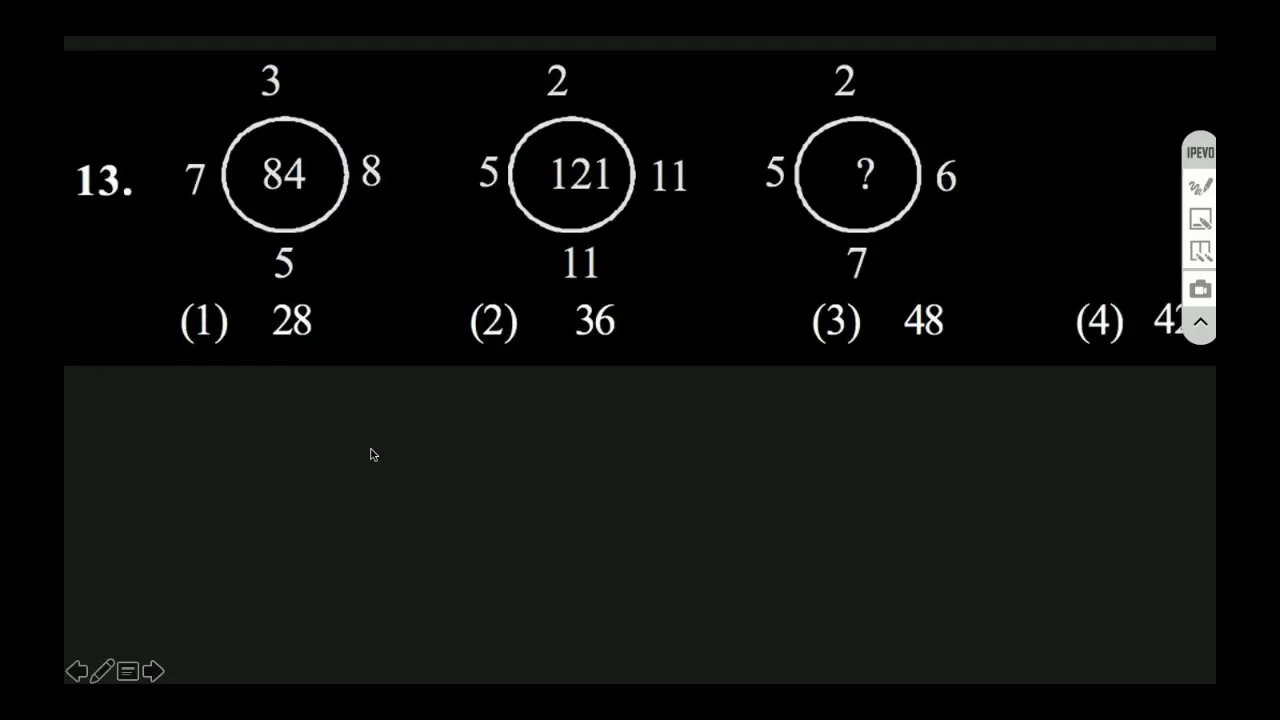 3 2 2
13. 7 84 8 5 121 11 5 ? 6
5 11 7
(1) 28 (2) 36 (3) 48 (4)
IPEVO